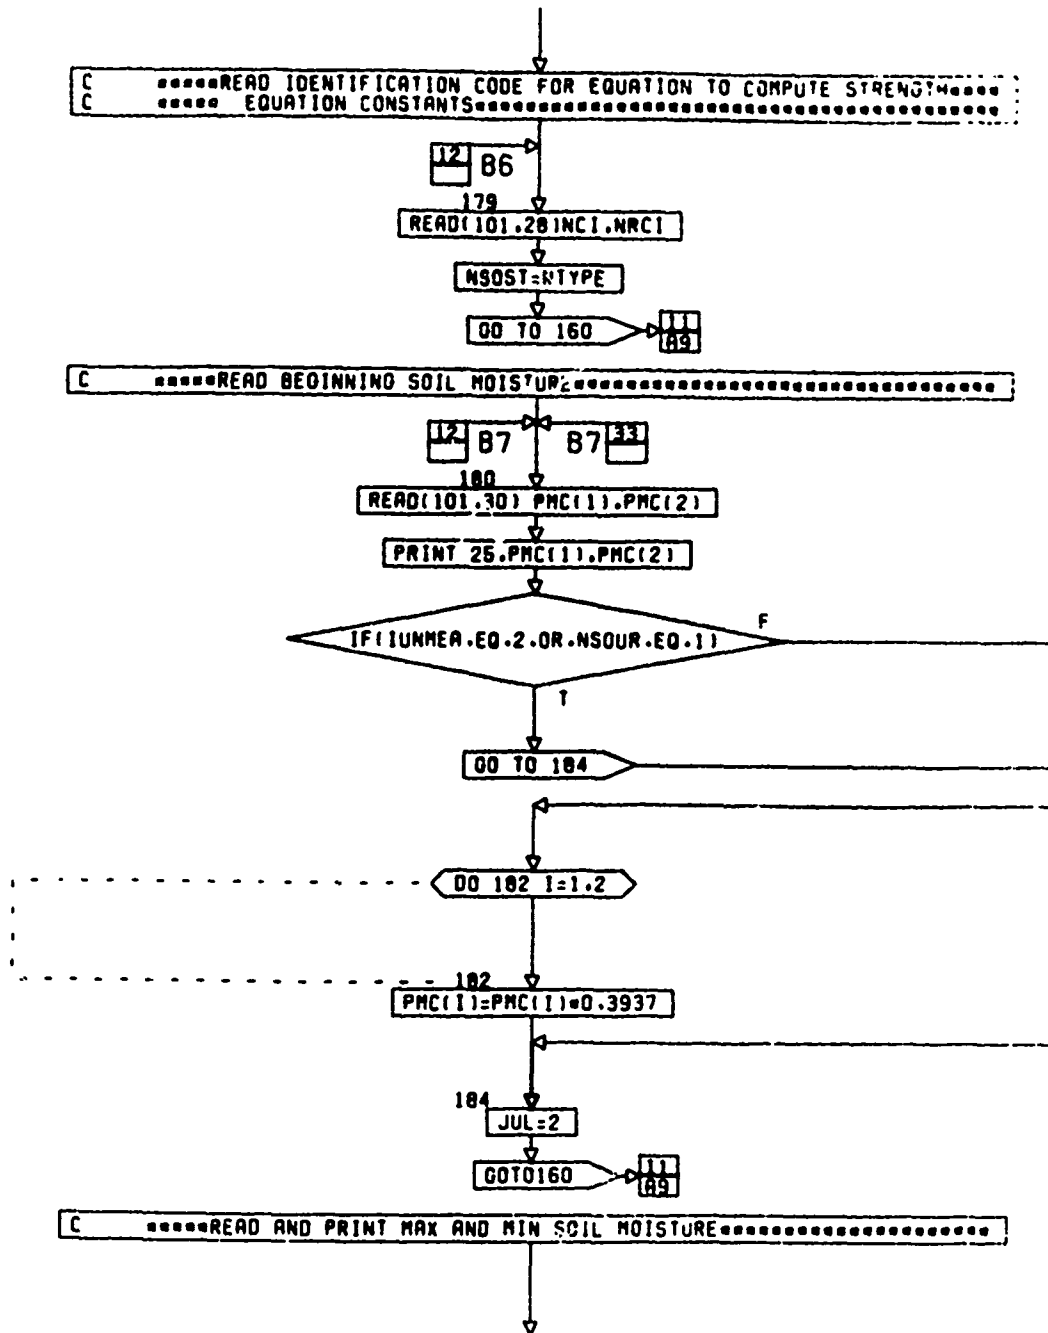 C *****READ IDENTIFICATION CODE FOR EQUATION TO COMPUTE STRENGTH*****
C ***** EQUATION CONSTANTS**********************************************
12 B6
179
READ(101.28)NCI.NRCI
NSOST=NTYPE
GO TO 160
11
A9
C *****READ BEGINNING SOIL MOISTURE***************************************
12 B7 B7 33
180
READ(101.30) PMC(1).PMC(2)
PRINT 25.PMC(1).PMC(2)
IF(IUNMEA.EQ.2.OR.NSOUR.EQ.1)
F
T
GO TO 184
DO 182 I=1.2
182
PMC(I)=PMC(I)*0.3937
184
JUL=2
GOTO160
11
A9
C *****READ AND PRINT MAX AND MIN SOIL MOISTURE***********************